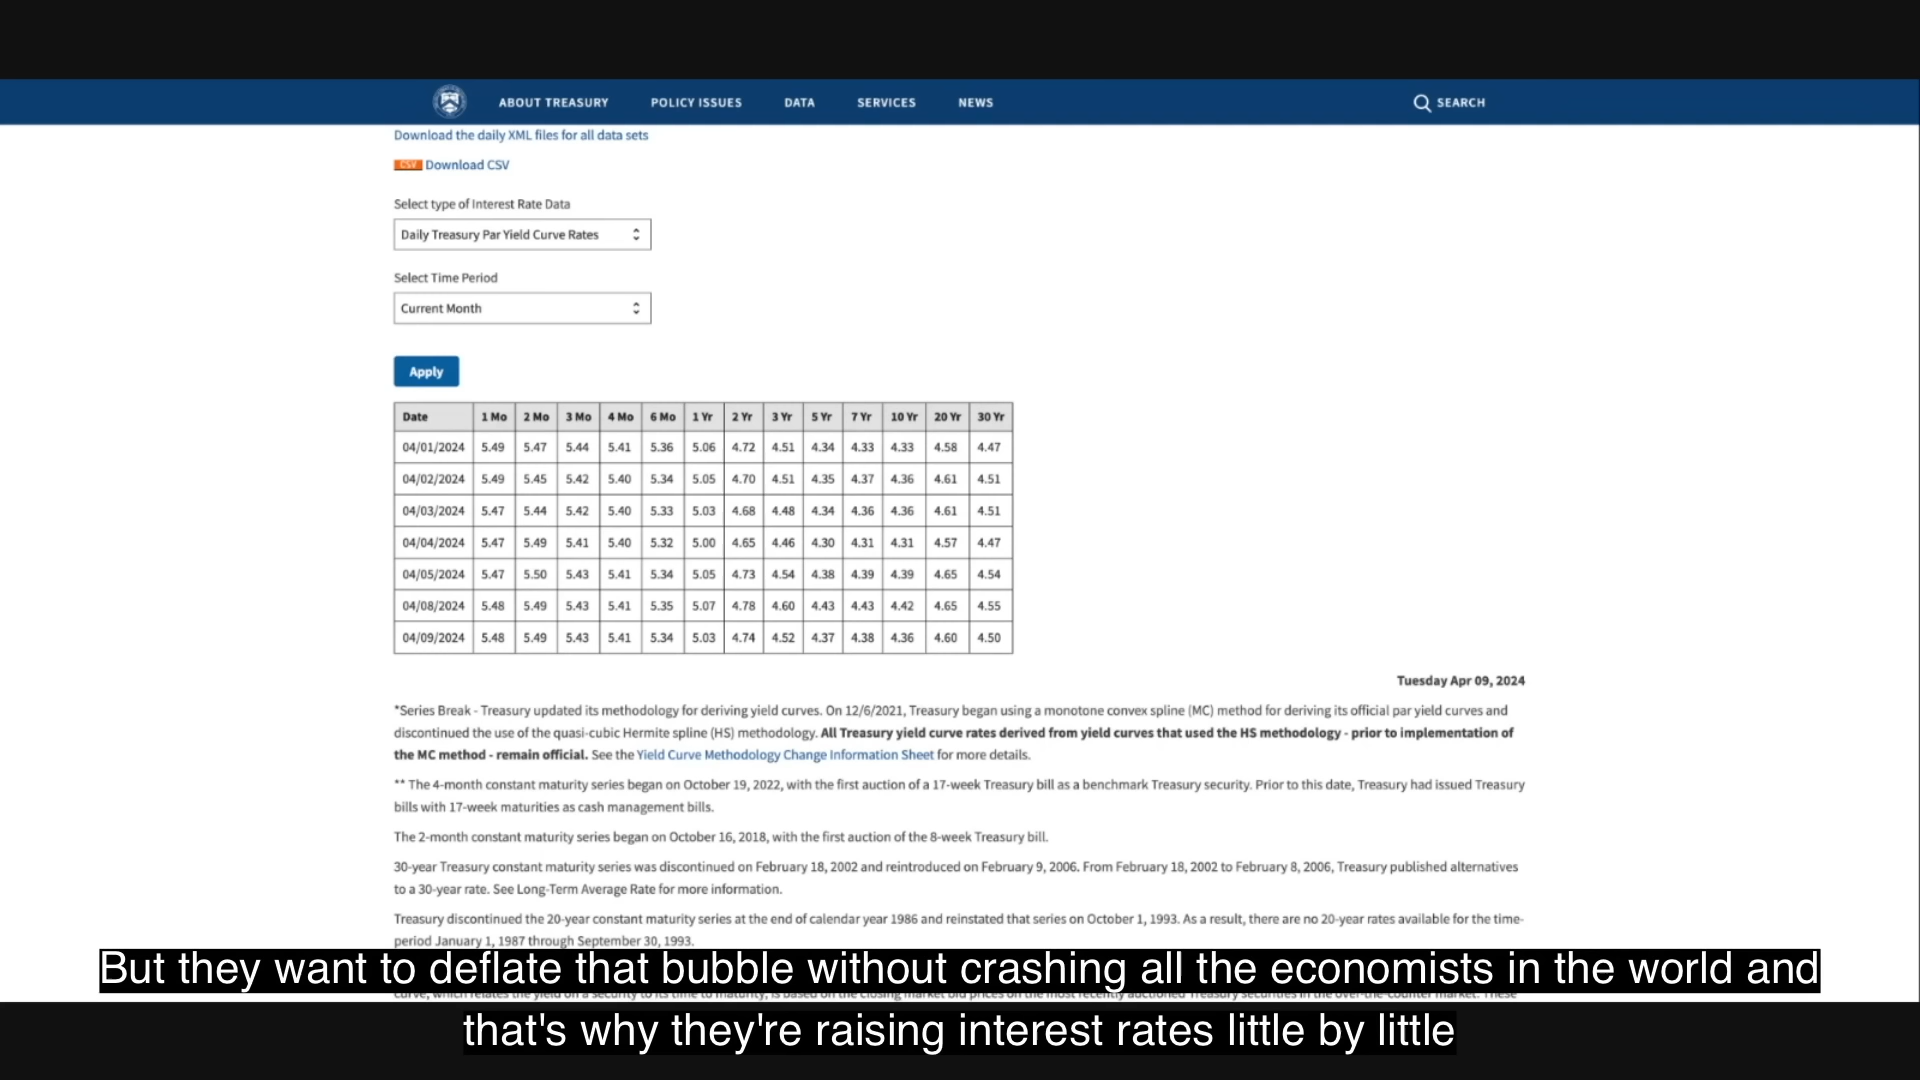 ABOUT TREASURY POLICY ISSUES DATA SERVICES NEWS SEARCH
Download the daily XML files for all data sets
CSV Download CSV
Select type of Interest Rate Data
Daily Treasury Par Yield Curve Rates
Select Time Period
Current Month
Apply
Date 1 Mo 2 Mo 3 Mo 4 Mo 6 Mo 1 Yr 2 Yr 3 Yr 5 Yr 7 Yr 10 Yr 20 Yr 30 Yr
04/01/2024 5.49 5.47 5.44 5.41 5.36 5.06 4.72 4.51 4.34 4.33 4.33 4.58 4.47
04/02/2024 5.49 5.45 5.42 5.40 5.34 5.05 4.70 4.51 4.35 4.37 4.36 4.61 4.51
04/03/2024 5.47 5.44 5.42 5.40 5.33 5.03 4.68 4.48 4.34 4.36 4.36 4.61 4.51
04/04/2024 5.47 5.49 5.41 5.40 5.32 5.00 4.65 4.46 4.30 4.31 4.31 4.57 4.47
04/05/2024 5.47 5.50 5.43 5.41 5.34 5.05 4.73 4.54 4.38 4.39 4.39 4.65 4.54
04/08/2024 5.48 5.49 5.43 5.41 5.35 5.07 4.78 4.60 4.43 4.43 4.42 4.65 4.55
04/09/2024 5.48 5.49 5.43 5.41 5.34 5.03 4.74 4.52 4.37 4.38 4.36 4.60 4.50
Tuesday Apr 09, 2024
*Series Break - Treasury updated its methodology for deriving yield curves. On 12/6/2021, Treasury began using a monotone convex spline (MC) method for deriving its official par yield curves and
discontinued the use of the quasi-cubic Hermite spline (HS) methodology. All Treasury yield curve rates derived from yield curves that used the HS methodology - prior to implementation of
the MC method - remain official. See the Yield Curve Methodology Change Information Sheet for more details.
** The 4-month constant maturity series began on October 19, 2022, with the first auction of a 17-week Treasury bill as a benchmark Treasury security. Prior to this date, Treasury had issued Treasury
bills with 17-week maturities as cash management bills.
The 2-month constant maturity series began on October 16, 2018, with the first auction of the 8-week Treasury bill.
30-year Treasury constant maturity series was discontinued on February 18, 2002 and reintroduced on February 9, 2006. From February 18, 2002 to February 8, 2006, Treasury published alternatives
to a 30-year rate. See Long-Term Average Rate for more information.
Treasury discontinued the 20-year constant maturity series at the end of calendar year 1986 and reinstated that series on October 1, 1993. As a result, there are no 20-year rates available for the time-
period January 1, 1987 through September 30, 1993.
But they want to deflate that bubble without crashing all the economists in the world and
that's why they're raising interest rates little by little